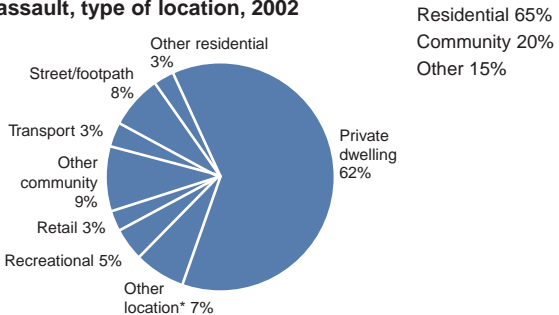 assault, type of location, 2002
Residential 65%
Community 20%
Other 15%
Other residential
3%
Street/footpath
8%
Transport 3%
Other
community
9%
Retail 3%
Recreational 5%
Other
location* 7%
Private
dwelling
62%